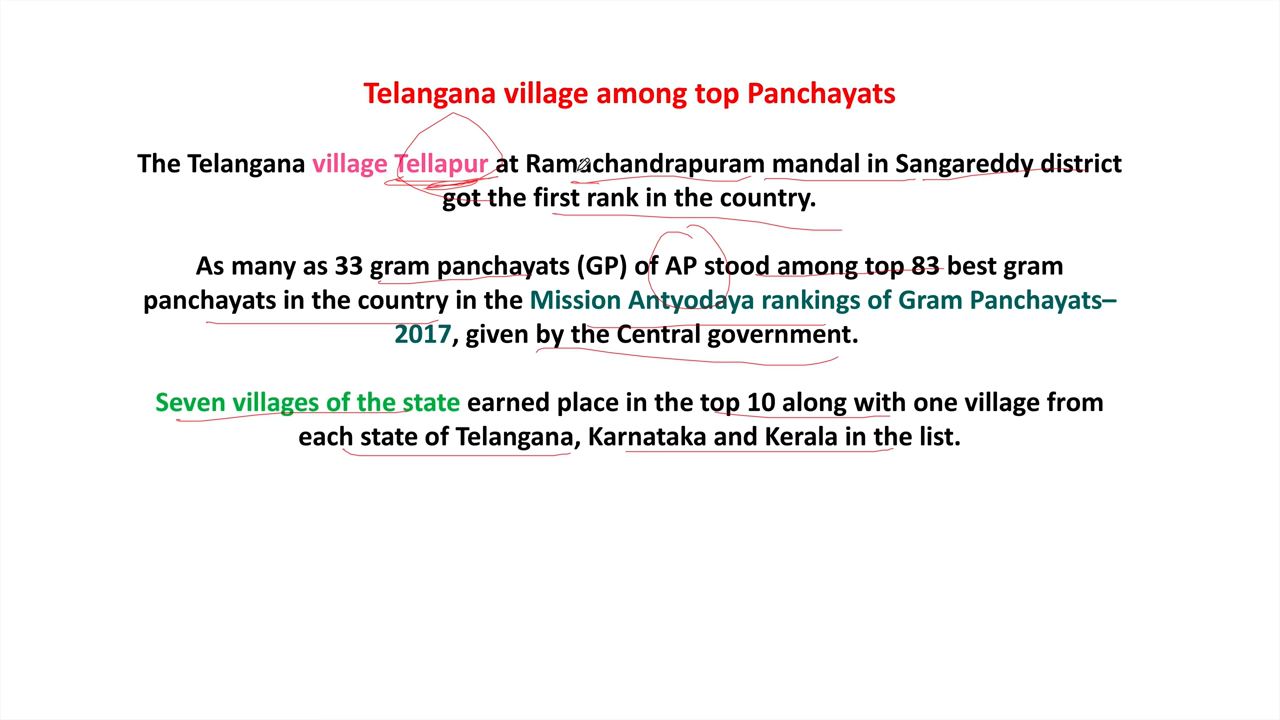 Telangana village among top Panchayats
The Telangana village Tellapur at Ramachandrapuram mandal in Sangareddy district
got the first rank in the country.
As many as 33 gram panchayats (GP) of AP stood among top 83 best gram
panchayats in the country in the Mission Antyodaya rankings of Gram Panchayats–
2017, given by the Central government.
Seven villages of the state earned place in the top 10 along with one village from
each state of Telangana, Karnataka and Kerala in the list.